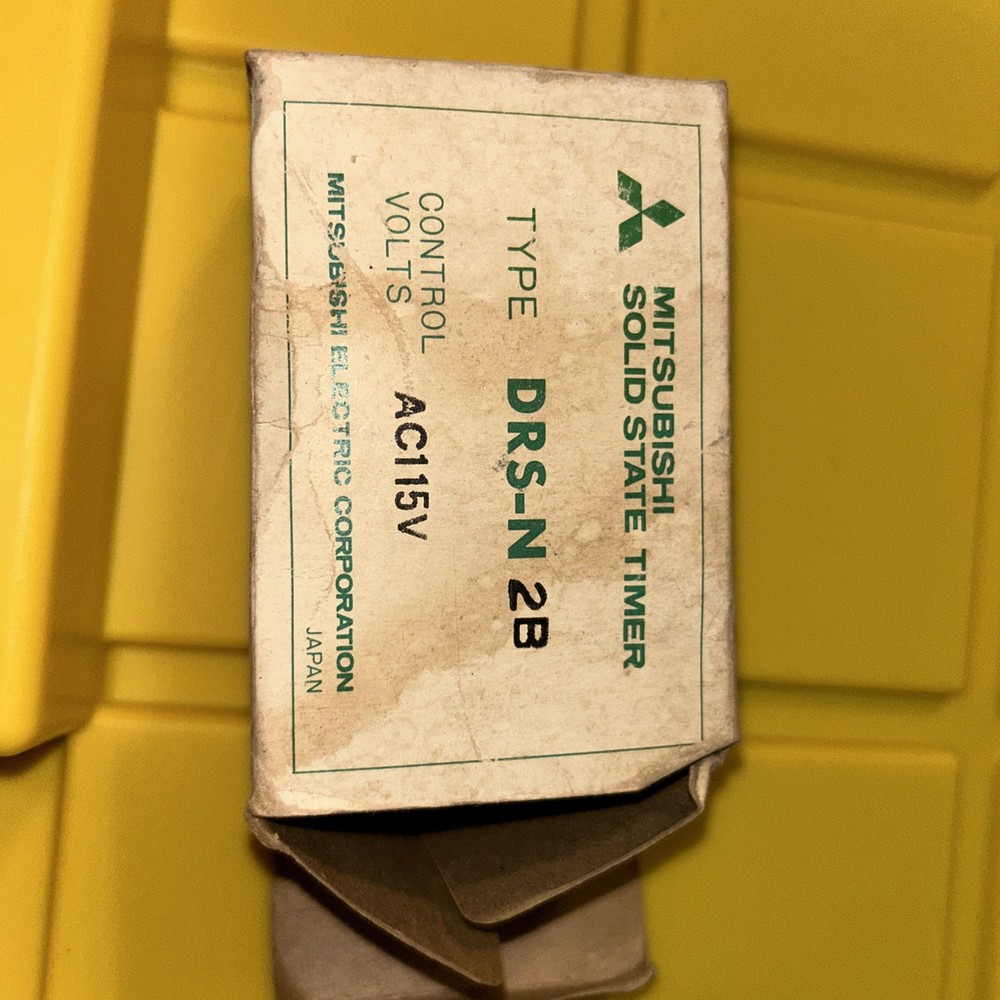 MITSUBISHI
SOLID STATE TIMER
TYPE DRS-N 2B
CONTROL
VOLTS AC115V
MITSUBISHI ELECTRIC CORPORATION
JAPAN